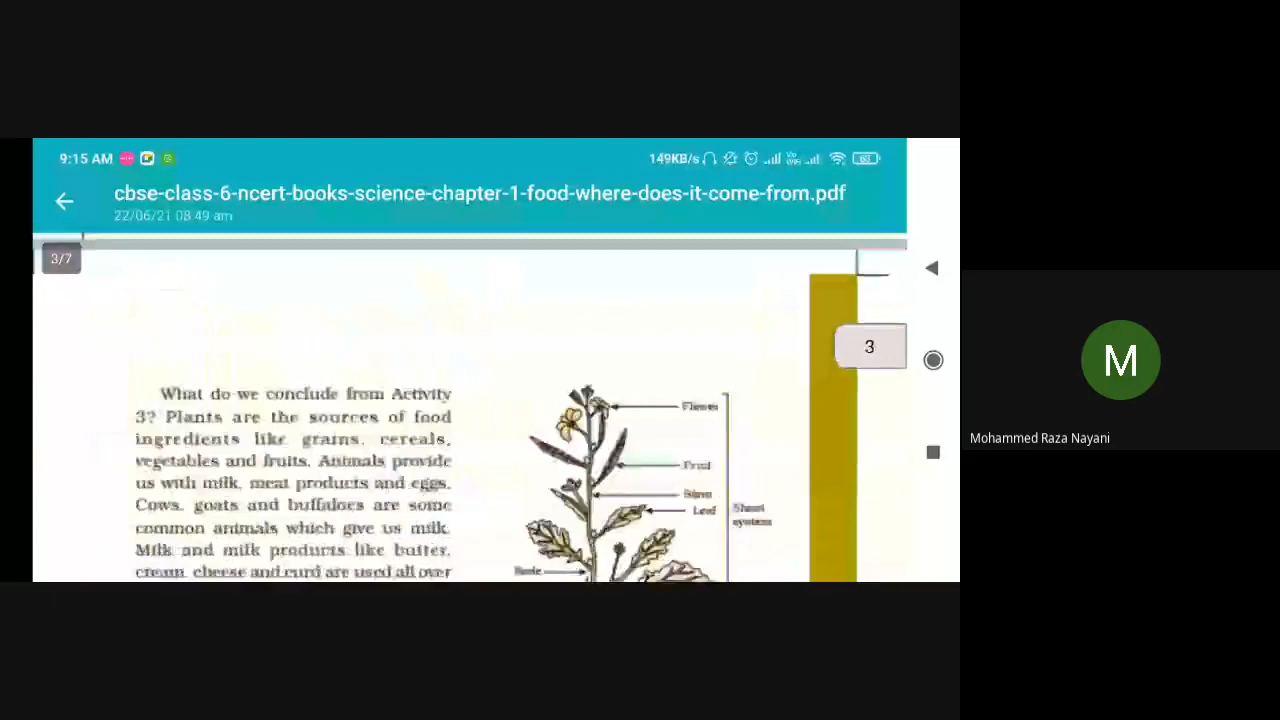 9:15 AM
149KB/s
cbse-class-6-ncert-books-science-chapter-1-food-where-does-it-come-from.pdf
22/06/21 08:49 am
3/7
3
What do we conclude from Activity
3? Plants are the sources of food
ingredients like grains, cereals,
vegetables and fruits. Animals provide
us with milk, meat products and eggs.
Cows, goats and buffaloes are some
common animals which give us milk.
Milk and milk products like butter,
cream, cheese and curd are used all over
Flower
Fruit
Stem
Leaf
Shoot
system
Node
M
Mohammed Raza Nayani